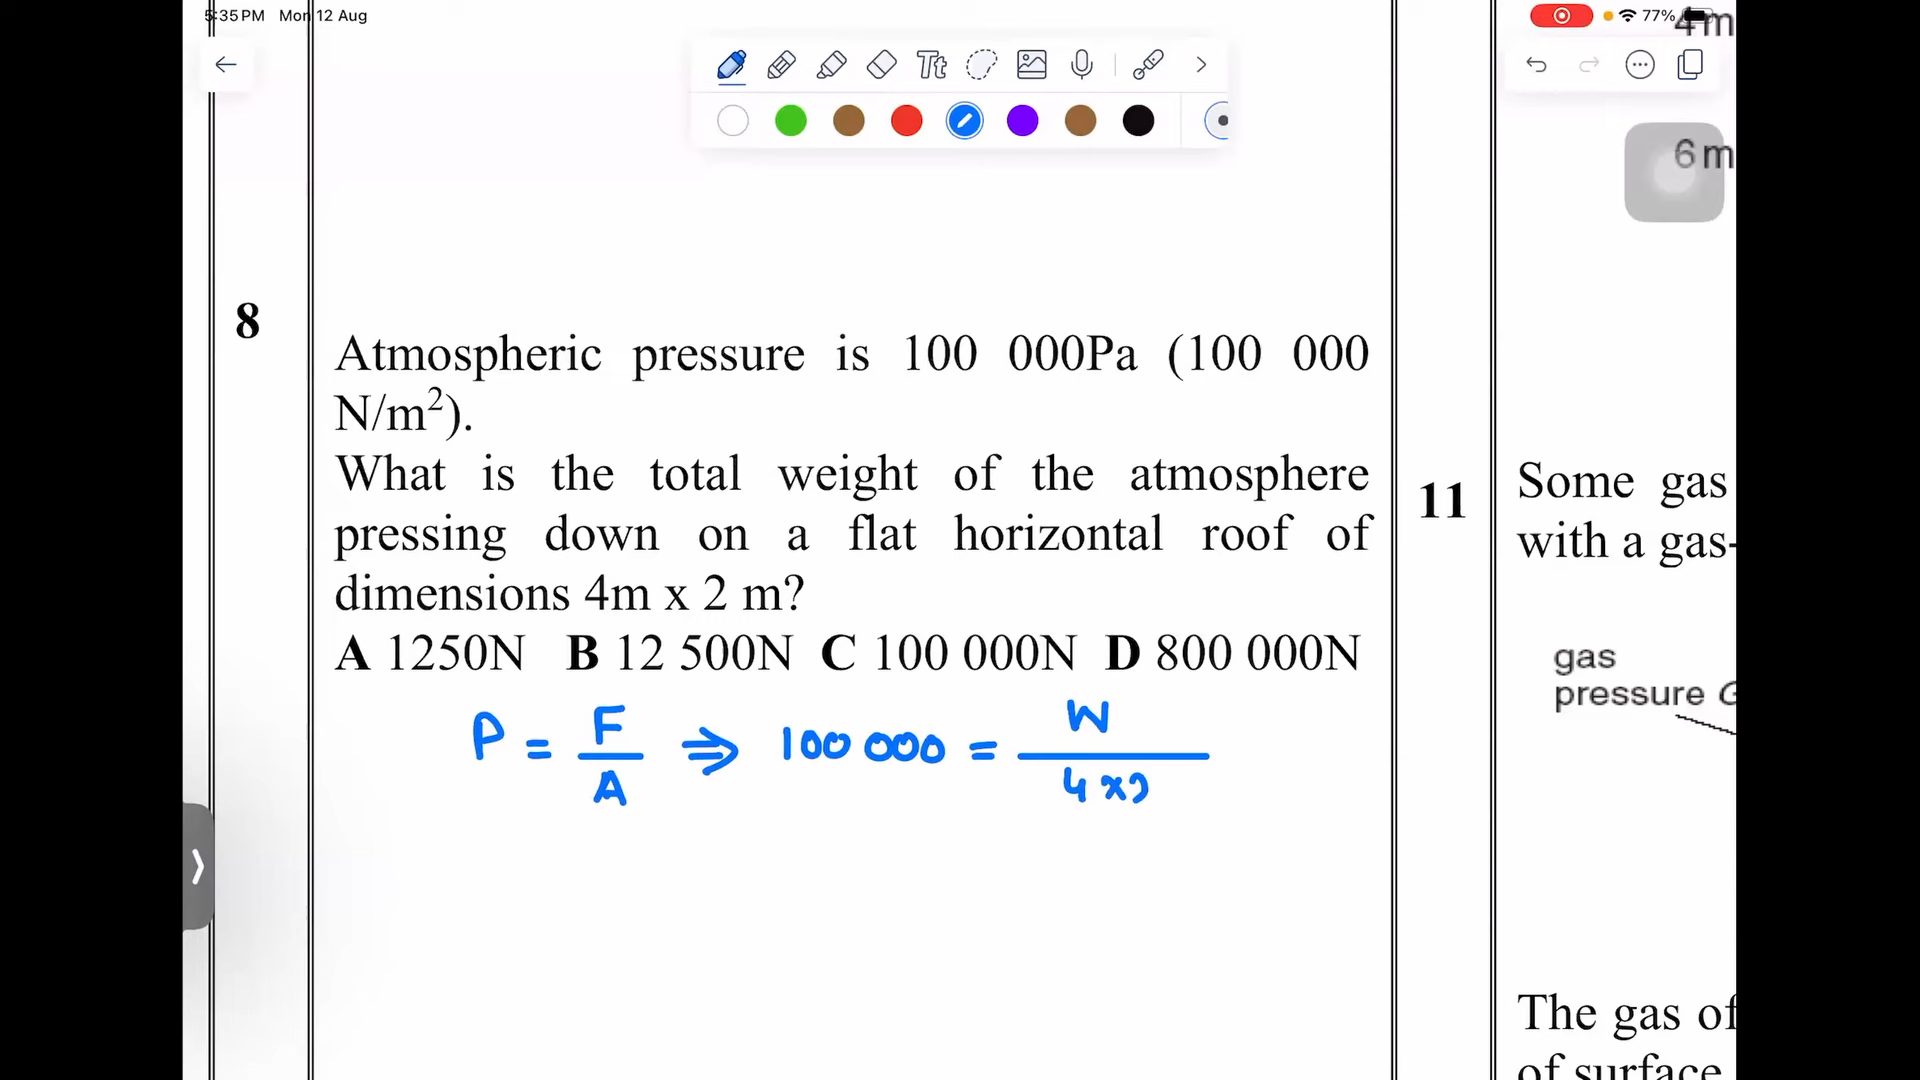 5:35 PM Mon 12 Aug
77%
Tt
4m
6m
8
Atmospheric pressure is 100 000Pa (100 000
N/m²).
What is the total weight of the atmosphere
pressing down on a flat horizontal roof of
dimensions 4m x 2 m?
A 1250N B 12 500N C 100 000N D 800 000N
P = F/A ⇒ 100 000 = W/4×2
11
Some gas
with a gas-
gas
pressure G
The gas of
of surface